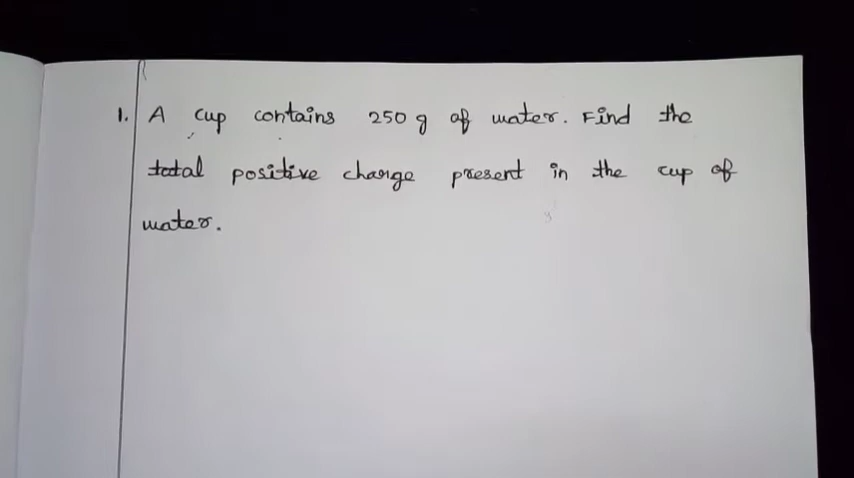 1. A cup contains 250 g of water. Find the
total positive charge present in the cup of
water.